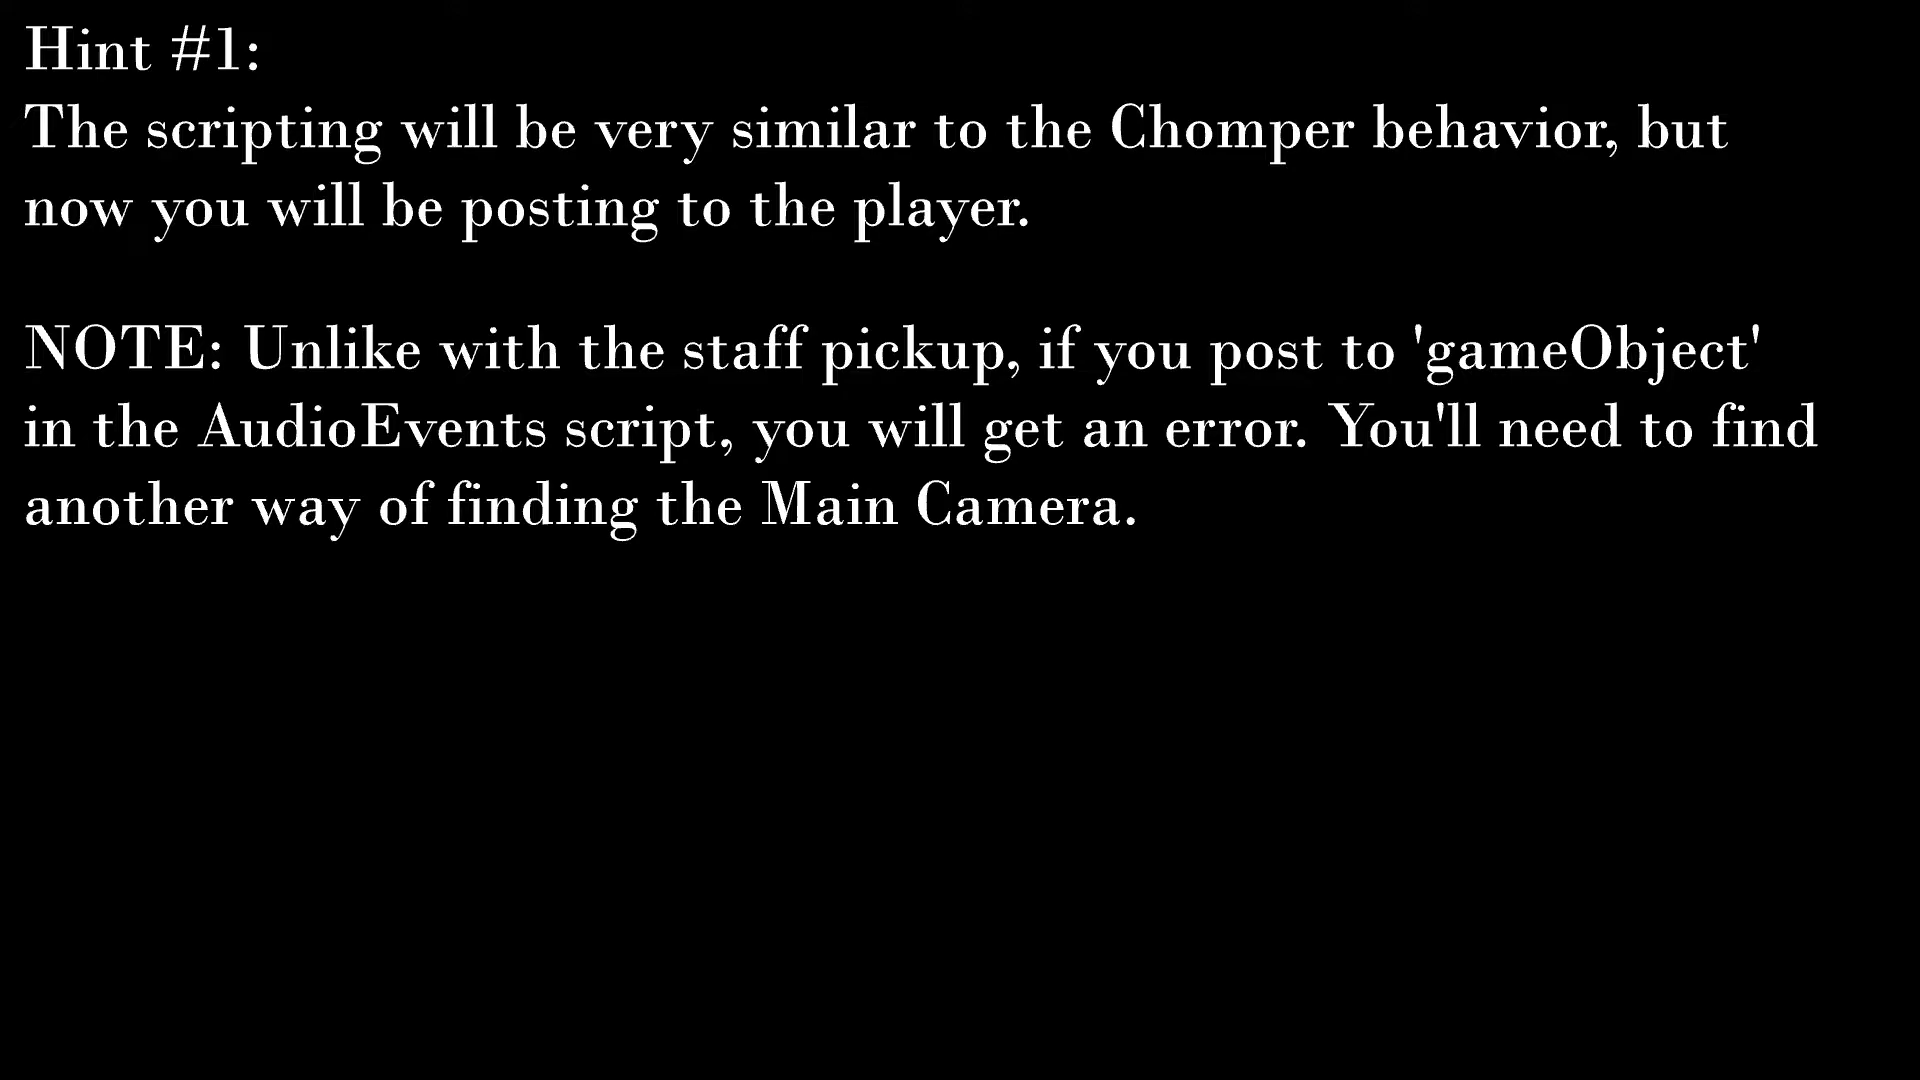 Hint #1:
The scripting will be very similar to the Chomper behavior, but
now you will be posting to the player.
NOTE: Unlike with the staff pickup, if you post to 'gameObject'
in the AudioEvents script, you will get an error. You'll need to find
another way of finding the Main Camera.